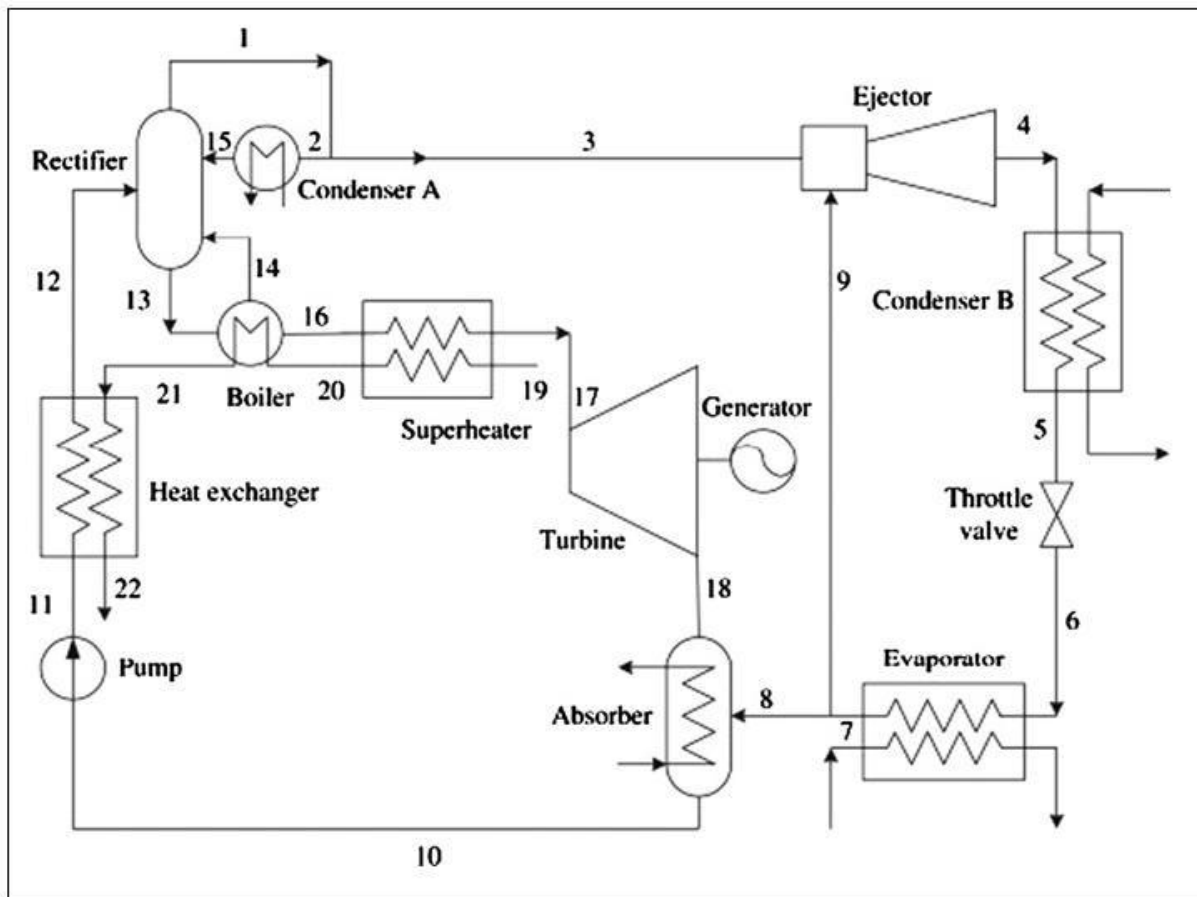 1
Ejector
4
15
2
3
Rectifier
Condenser A
12
14
9
13
Condenser B
16
21
Boiler
20
19
17
Generator
5
Superheater
Heat exchanger
Throttle
valve
Turbine
11
22
18
6
Pump
Evaporator
Absorber
8
7
10